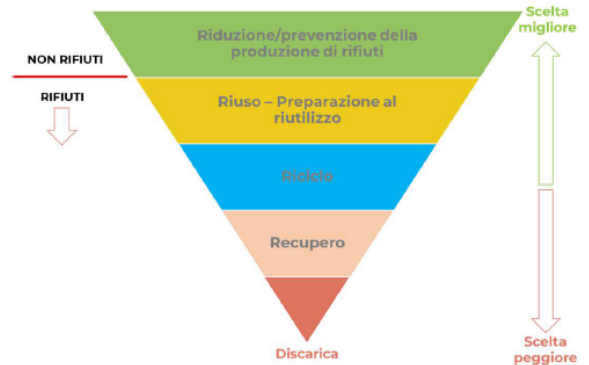 Scelta
migliore
Riduzione/prevenzione della
produzione di rifiuti
NON RIFIUTI
RIFIUTI
Riuso – Preparazione al
riutilizzo
Riciclo
Recupero
Discarica
Scelta
peggiore